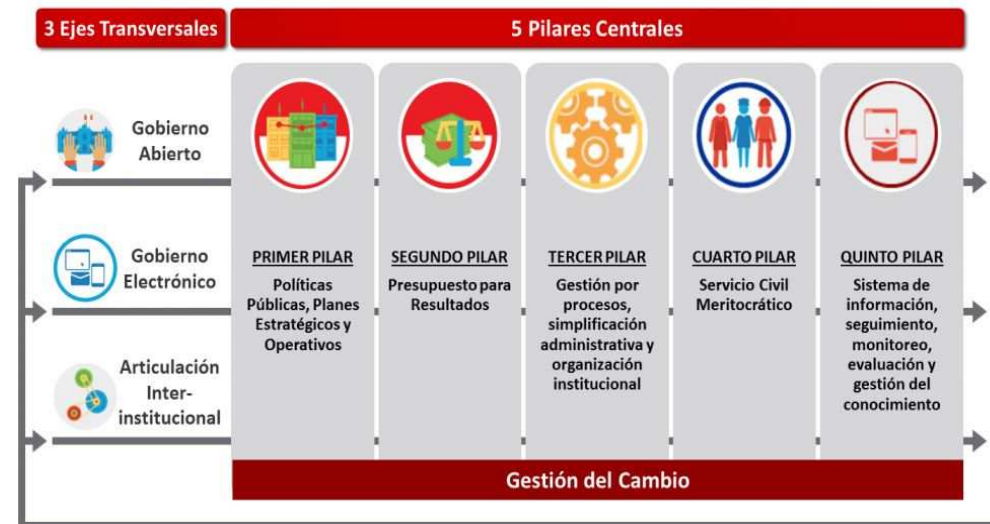 3 Ejes Transversales
5 Pilares Centrales
Gobierno
Abierto
Gobierno
Electrónico
Articulación
Inter-
institucional
PRIMER PILAR
Políticas
Públicas, Planes
Estratégicos y
Operativos
SEGUNDO PILAR
Presupuesto para
Resultados
TERCER PILAR
Gestión por
procesos,
simplificación
administrativa y
organización
institucional
CUARTO PILAR
Servicio Civil
Meritocrático
QUINTO PILAR
Sistema de
información,
seguimiento,
monitoreo,
evaluación y
gestión del
conocimiento
Gestión del Cambio